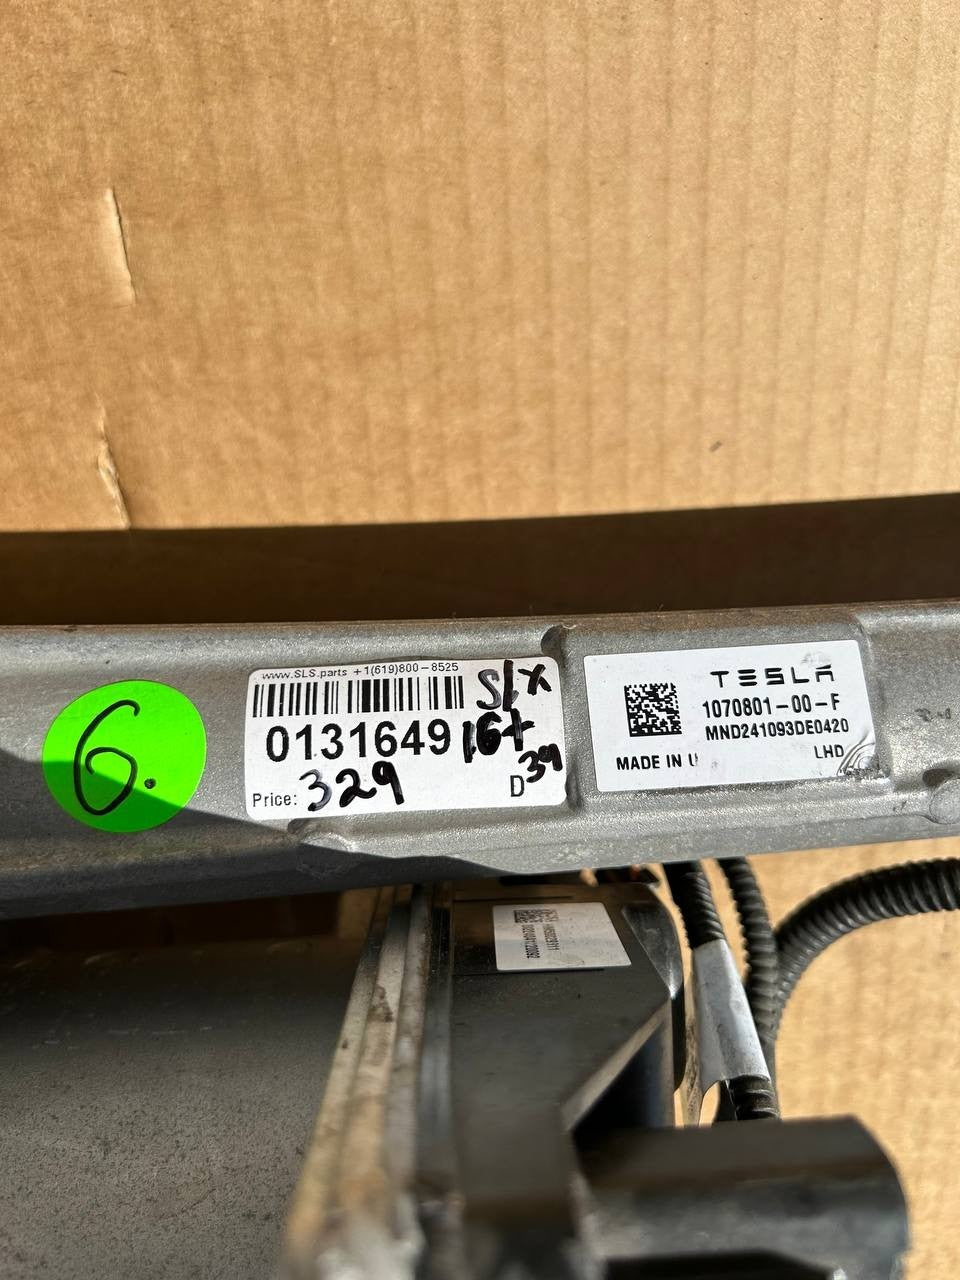 6.
www.SLS.parts +1(619)800-8525
S/X
0131649 16+
Price: 329
D 39
TESLA
1070801-00-F
MND241093DE0420
MADE IN U
LHD